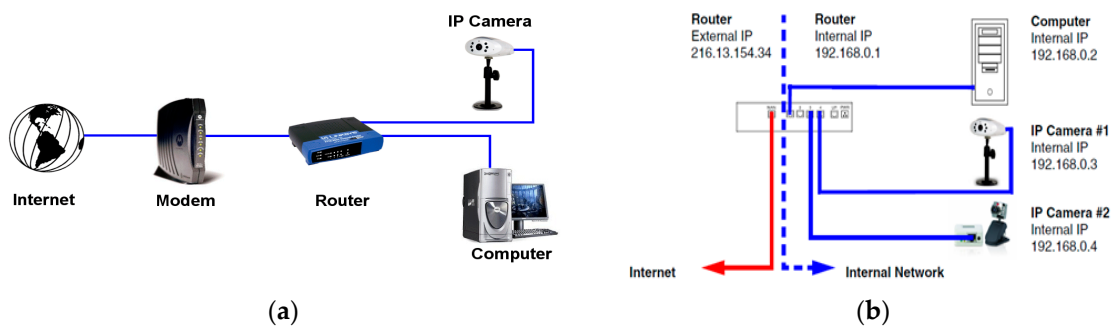 IP Camera
Internet
Modem
Router
Computer
(a)
Router
External IP
216.13.154.34
Router
Internal IP
192.168.0.1
Computer
Internal IP
192.168.0.2
IP Camera #1
Internal IP
192.168.0.3
IP Camera #2
Internal IP
192.168.0.4
Internet
Internal Network
(b)